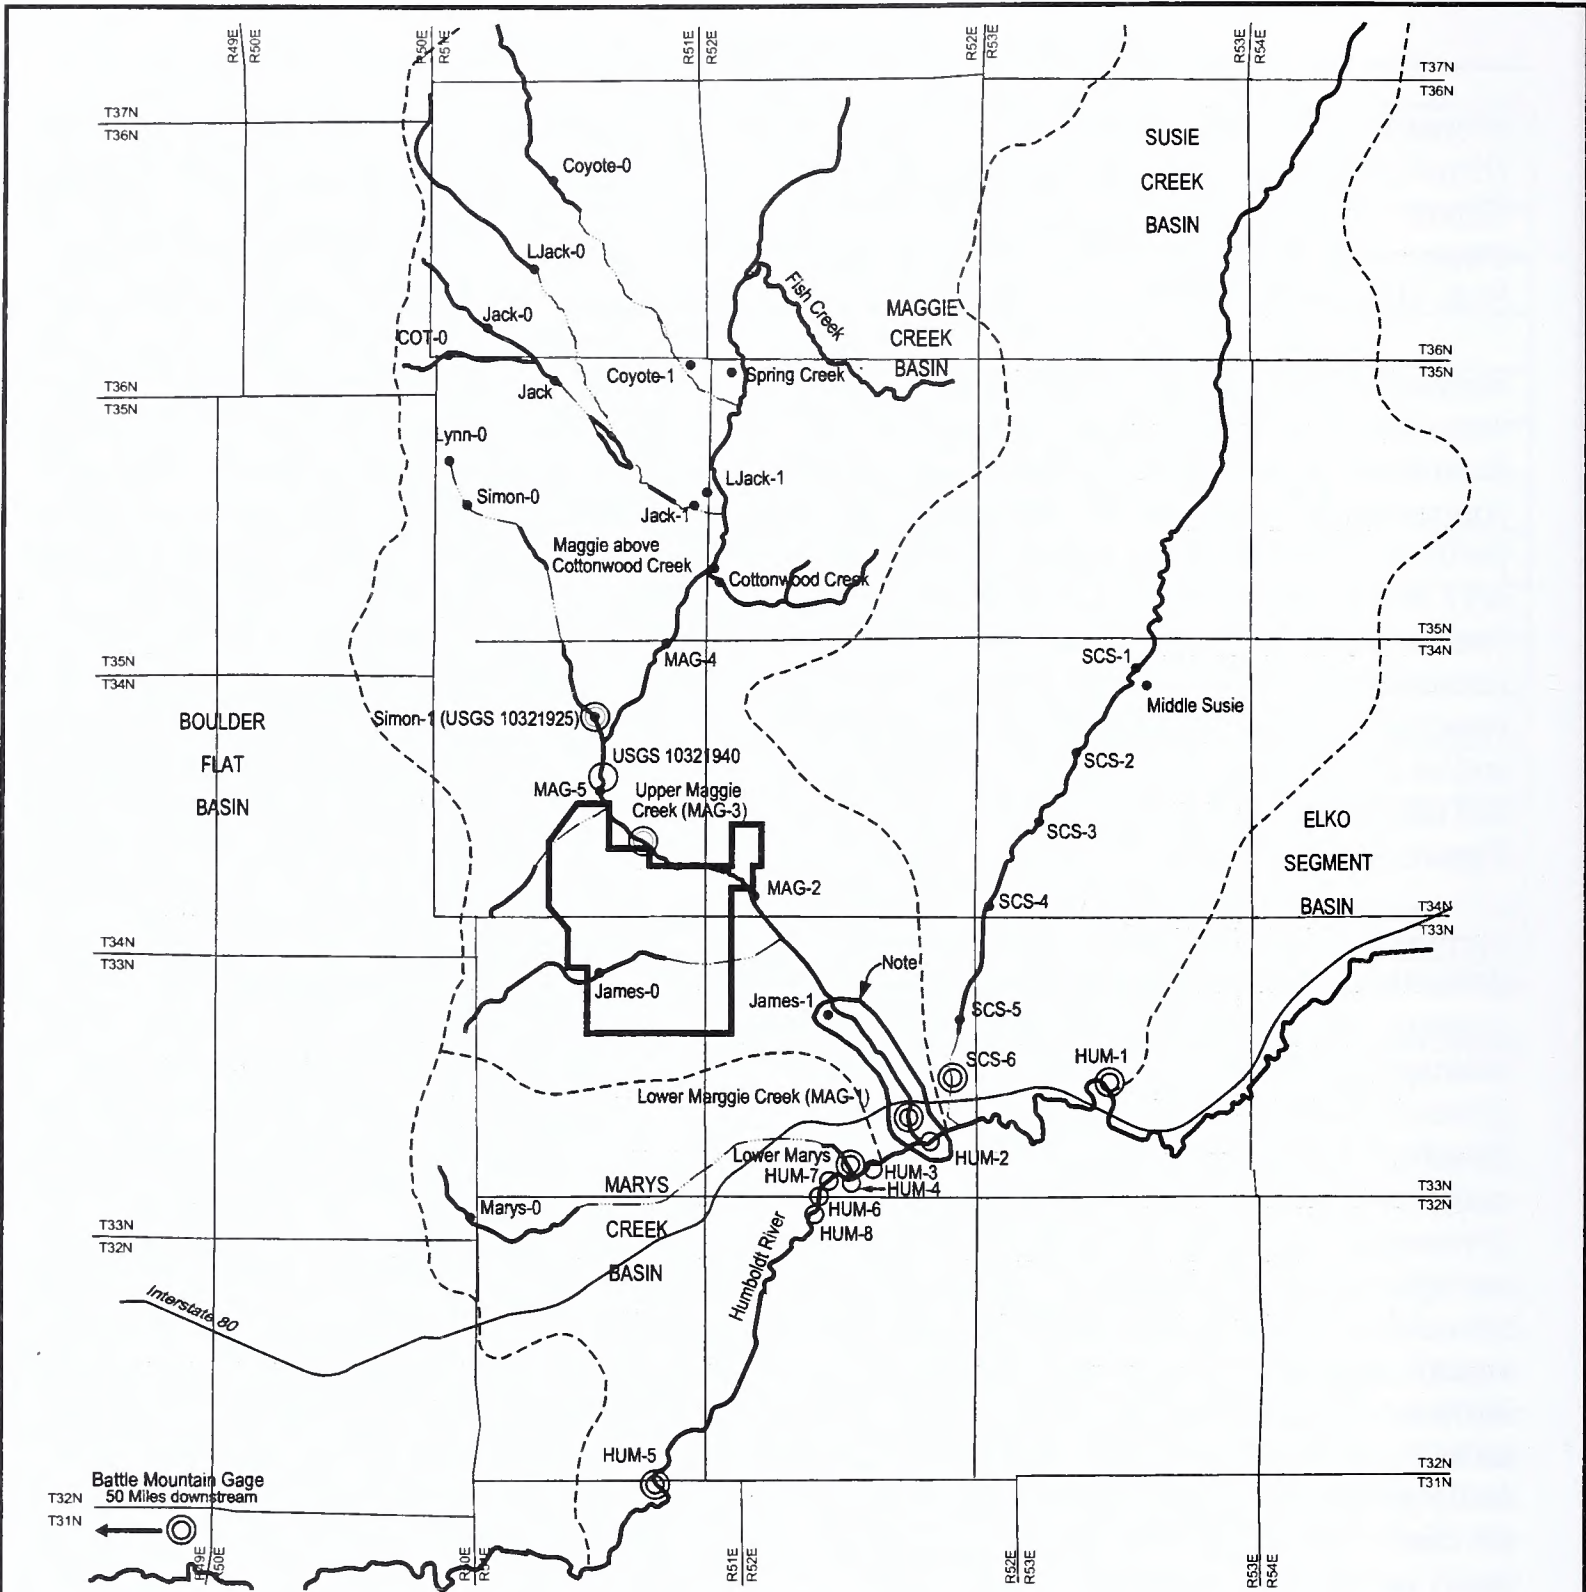 R49E
R50E
R50E
R51E
R51E
R52E
R52E
R53E
R53E
R54E
T37N
T36N
T37N
T36N
SUSIE
CREEK
BASIN
Coyote-0
LJack-0
Fish Creek
Jack-0
MAGGIE
CREEK
BASIN
COT-0
T36N
T35N
Coyote-1
Spring Creek
Jack
T36N
T35N
Lynn-0
Simon-0
LJack-1
Jack-1
Maggie above
Cottonwood Creek
Cottonwood Creek
T35N
T34N
MAG-4
SCS-1
T35N
T34N
Middle Susie
BOULDER
FLAT
BASIN
Simon-1 (USGS 10321925)
USGS 10321940
SCS-2
MAG-5
Upper Maggie
Creek (MAG-3)
SCS-3
ELKO
SEGMENT
BASIN
MAG-2
SCS-4
T34N
T33N
T34N
T33N
Note
James-0
James-1
SCS-5
SCS-6
HUM-1
Lower Marggie Creek (MAG-1)
Lower Marys
HUM-2
HUM-3
HUM-7
HUM-4
MARYS
CREEK
BASIN
T33N
T32N
Marys-0
HUM-6
HUM-8
T33N
T32N
Humboldt River
Interstate 80
HUM-5
Battle Mountain Gage
50 Miles downstream
T32N
T31N
T32N
T31N
R49E
R50E
R50E
R51E
R51E
R52E
R52E
R53E
R53E
R54E